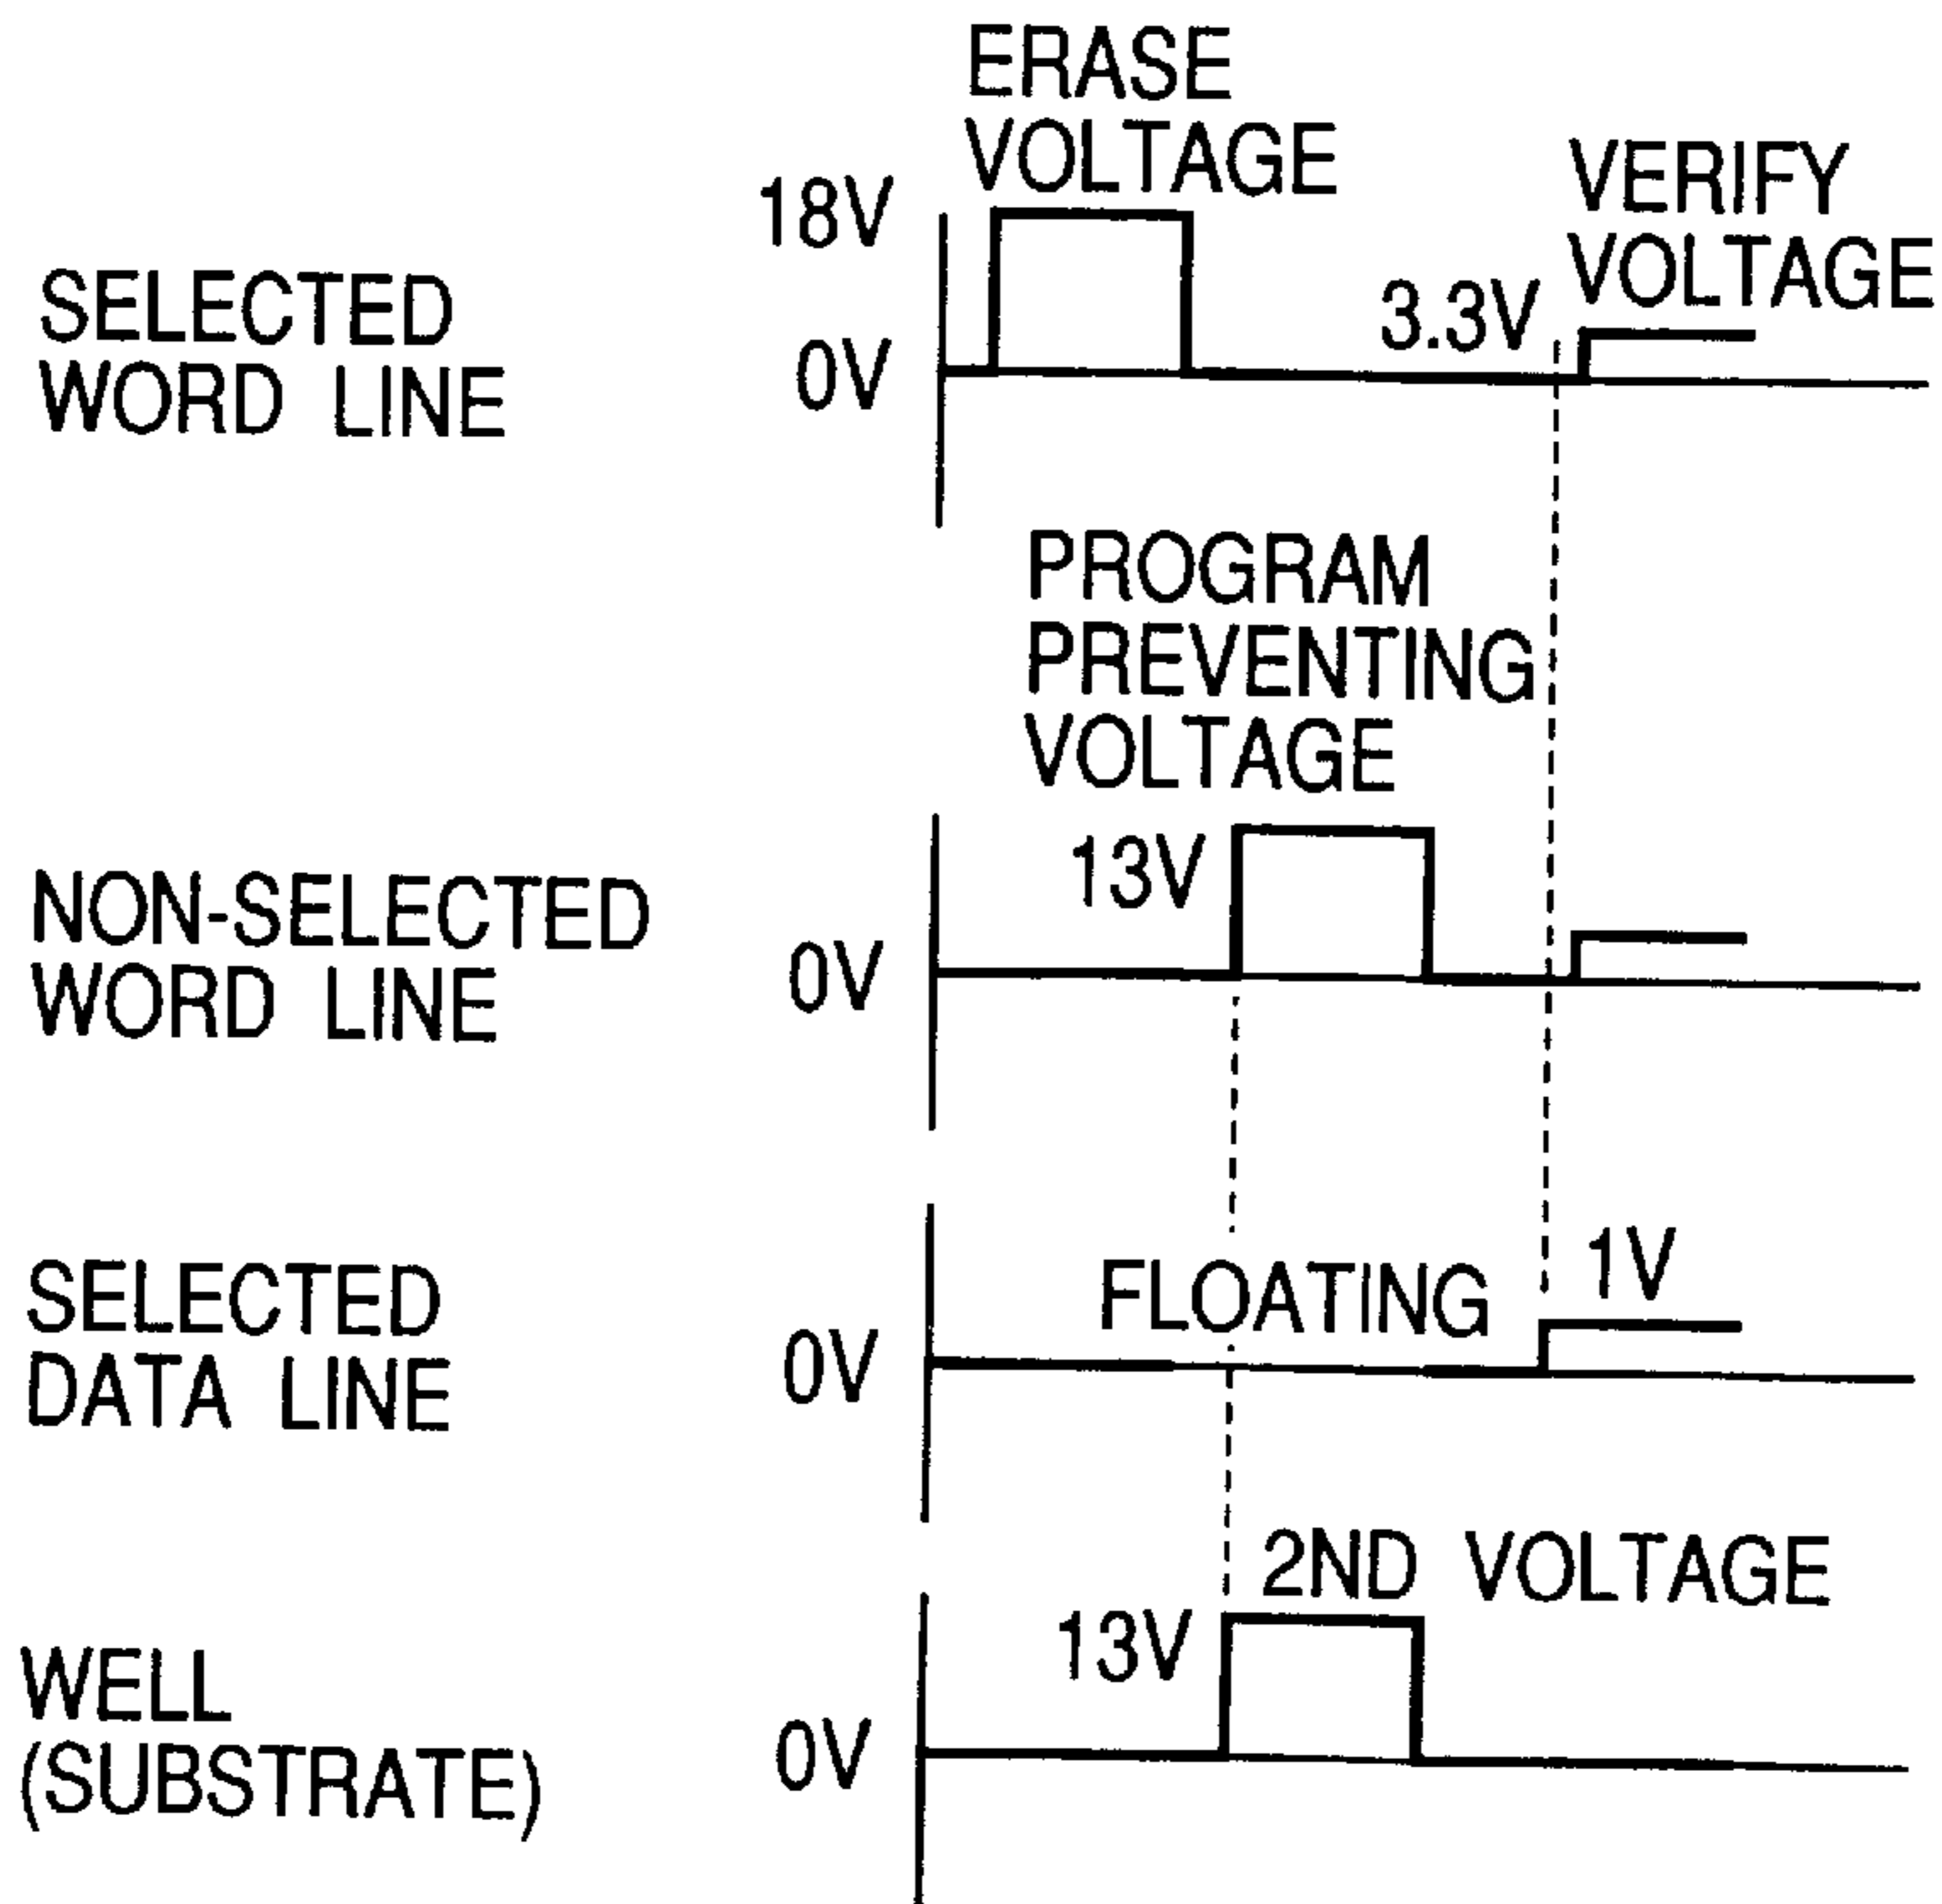 ERASE
VOLTAGE
18V
VERIFY
VOLTAGE
3.3V
SELECTED
WORD LINE
0V
PROGRAM
PREVENTING
VOLTAGE
13V
NON-SELECTED
WORD LINE
0V
FLOATING
1V
SELECTED
DATA LINE
0V
2ND VOLTAGE
13V
WELL
(SUBSTRATE)
0V